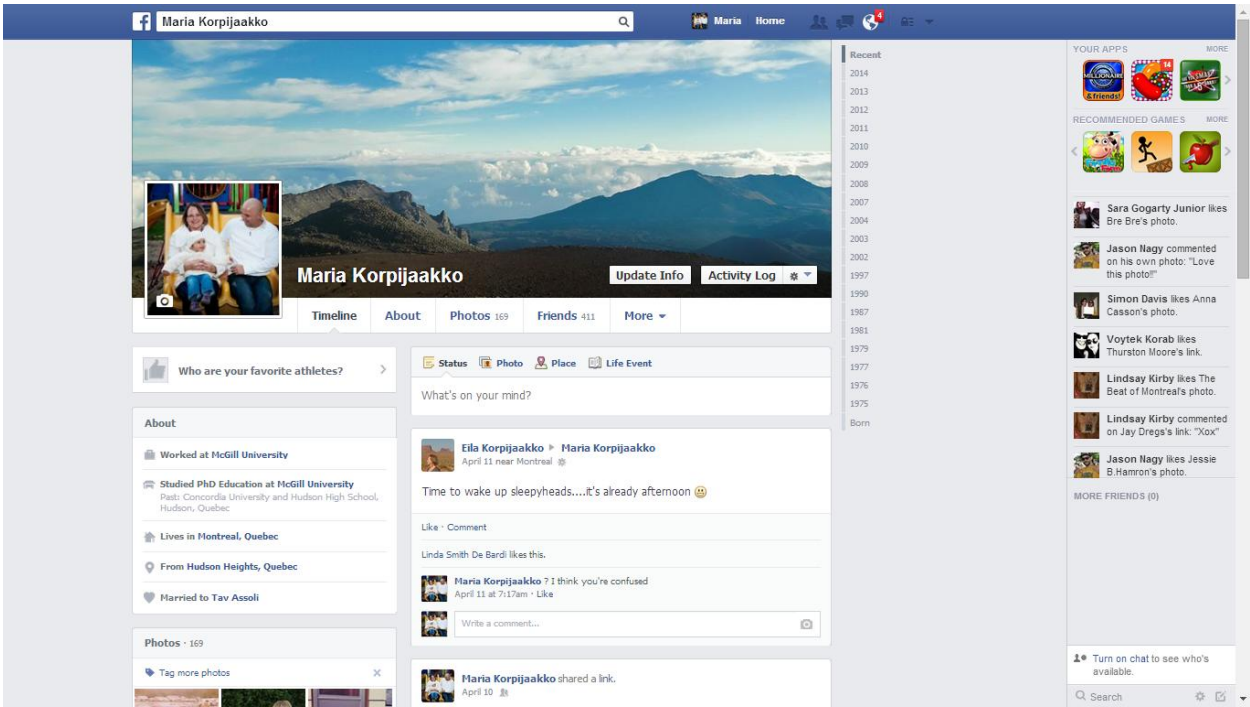 f Maria Korpijaakko Maria Home 4
Maria Korpijaakko
Update Info Activity Log
Timeline About Photos 169 Friends 411 More
Who are your favorite athletes?
About
Worked at McGill University
Studied PhD Education at McGill University
Past: Concordia University and Hudson High School,
Hudson, Quebec
Lives in Montreal, Quebec
From Hudson Heights, Quebec
Married to Tav Assoli
Photos · 169
Tag more photos
Status Photo Place Life Event
What's on your mind?
Eila Korpijaakko Maria Korpijaakko
April 11 near Montreal
Time to wake up sleepyheads....it's already afternoon
Like · Comment
Linda Smith De Bardi likes this.
Maria Korpijaakko ? I think you're confused
April 11 at 7:17am · Like
Write a comment...
Maria Korpijaakko shared a link.
April 10
Recent
2014
2013
2012
2011
2010
2009
2008
2007
2004
2003
2002
1997
1990
1987
1981
1979
1977
1976
1975
Born
YOUR APPS MORE
MILLIONAIRE
& friends!
14
RECOMMENDED GAMES MORE
Sara Gogarty Junior likes
Bre Bre's photo.
Jason Nagy commented
on his own photo: "Love
this photo!!"
Simon Davis likes Anna
Casson's photo.
Voytek Korab likes
Thurston Moore's link.
Lindsay Kirby likes The
Beat of Montreal's photo.
Lindsay Kirby commented
on Jay Dregs's link: "Xox"
Jason Nagy likes Jessie
B.Hamron's photo.
MORE FRIENDS (0)
Turn on chat to see who's
available.
Search